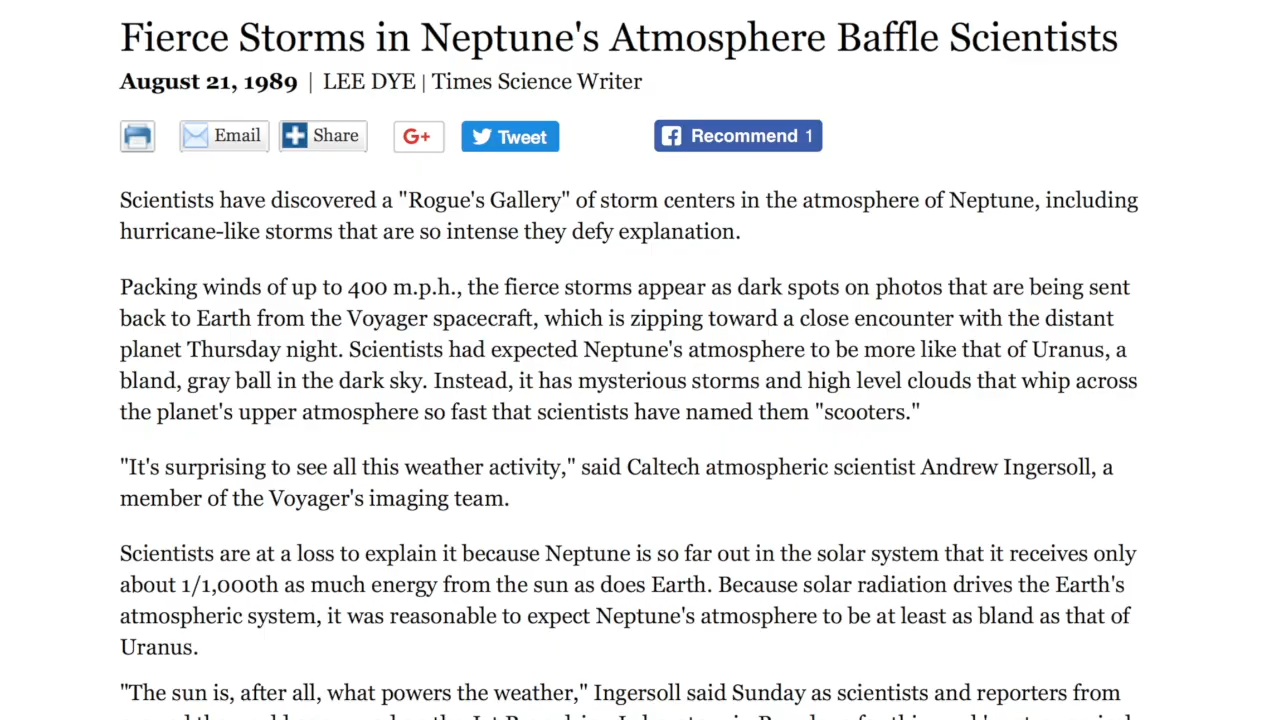 Fierce Storms in Neptune's Atmosphere Baffle Scientists
August 21, 1989 | LEE DYE | Times Science Writer
Email Share G+ Tweet Recommend 1
Scientists have discovered a "Rogue's Gallery" of storm centers in the atmosphere of Neptune, including
hurricane-like storms that are so intense they defy explanation.
Packing winds of up to 400 m.p.h., the fierce storms appear as dark spots on photos that are being sent
back to Earth from the Voyager spacecraft, which is zipping toward a close encounter with the distant
planet Thursday night. Scientists had expected Neptune's atmosphere to be more like that of Uranus, a
bland, gray ball in the dark sky. Instead, it has mysterious storms and high level clouds that whip across
the planet's upper atmosphere so fast that scientists have named them "scooters."
"It's surprising to see all this weather activity," said Caltech atmospheric scientist Andrew Ingersoll, a
member of the Voyager's imaging team.
Scientists are at a loss to explain it because Neptune is so far out in the solar system that it receives only
about 1/1,000th as much energy from the sun as does Earth. Because solar radiation drives the Earth's
atmospheric system, it was reasonable to expect Neptune's atmosphere to be at least as bland as that of
Uranus.
"The sun is, after all, what powers the weather," Ingersoll said Sunday as scientists and reporters from